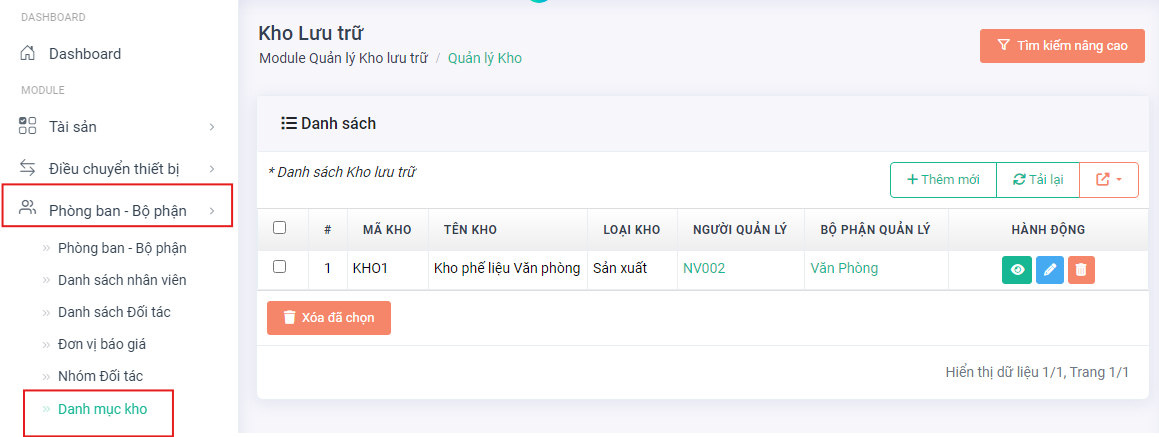 DASHBOARD
Dashboard
MODULE
Tài sản
Điều chuyển thiết bị
Phòng ban - Bộ phận
Phòng ban - Bộ phận
Danh sách nhân viên
Danh sách Đối tác
Đơn vị báo giá
Nhóm Đối tác
Danh mục kho
Kho Lưu trữ
Module Quản lý Kho lưu trữ / Quản lý Kho
Tìm kiếm nâng cao
Danh sách
* Danh sách Kho lưu trữ
Thêm mới Tải lại
# MÃ KHO TÊN KHO LOẠI KHO NGƯỜI QUẢN LÝ BỘ PHẬN QUẢN LÝ HÀNH ĐỘNG
1 KHO1 Kho phế liệu Văn phòng Sản xuất NV002 Văn Phòng
Xóa đã chọn
Hiển thị dữ liệu 1/1, Trang 1/1